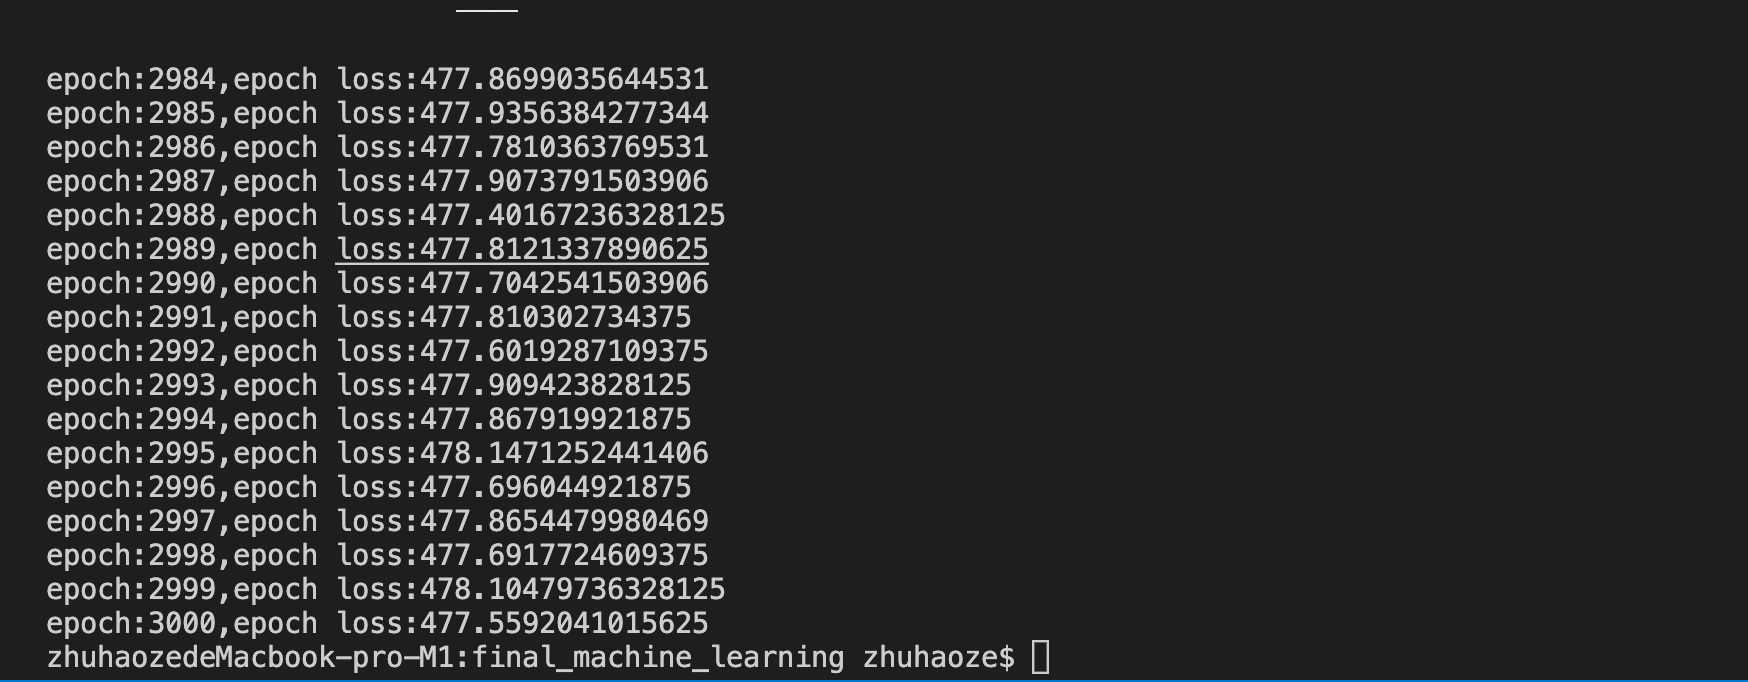 epoch:2984,epoch loss:477.8699035644531
epoch:2985,epoch loss:477.9356384277344
epoch:2986,epoch loss:477.7810363769531
epoch:2987,epoch loss:477.9073791503906
epoch:2988,epoch loss:477.40167236328125
epoch:2989,epoch loss:477.8121337890625
epoch:2990,epoch loss:477.7042541503906
epoch:2991,epoch loss:477.810302734375
epoch:2992,epoch loss:477.6019287109375
epoch:2993,epoch loss:477.909423828125
epoch:2994,epoch loss:477.867919921875
epoch:2995,epoch loss:478.1471252441406
epoch:2996,epoch loss:477.696044921875
epoch:2997,epoch loss:477.8654479980469
epoch:2998,epoch loss:477.6917724609375
epoch:2999,epoch loss:478.10479736328125
epoch:3000,epoch loss:477.5592041015625
zhuhaozedeMacbook-pro-M1:final_machine_learning zhuhaoze$